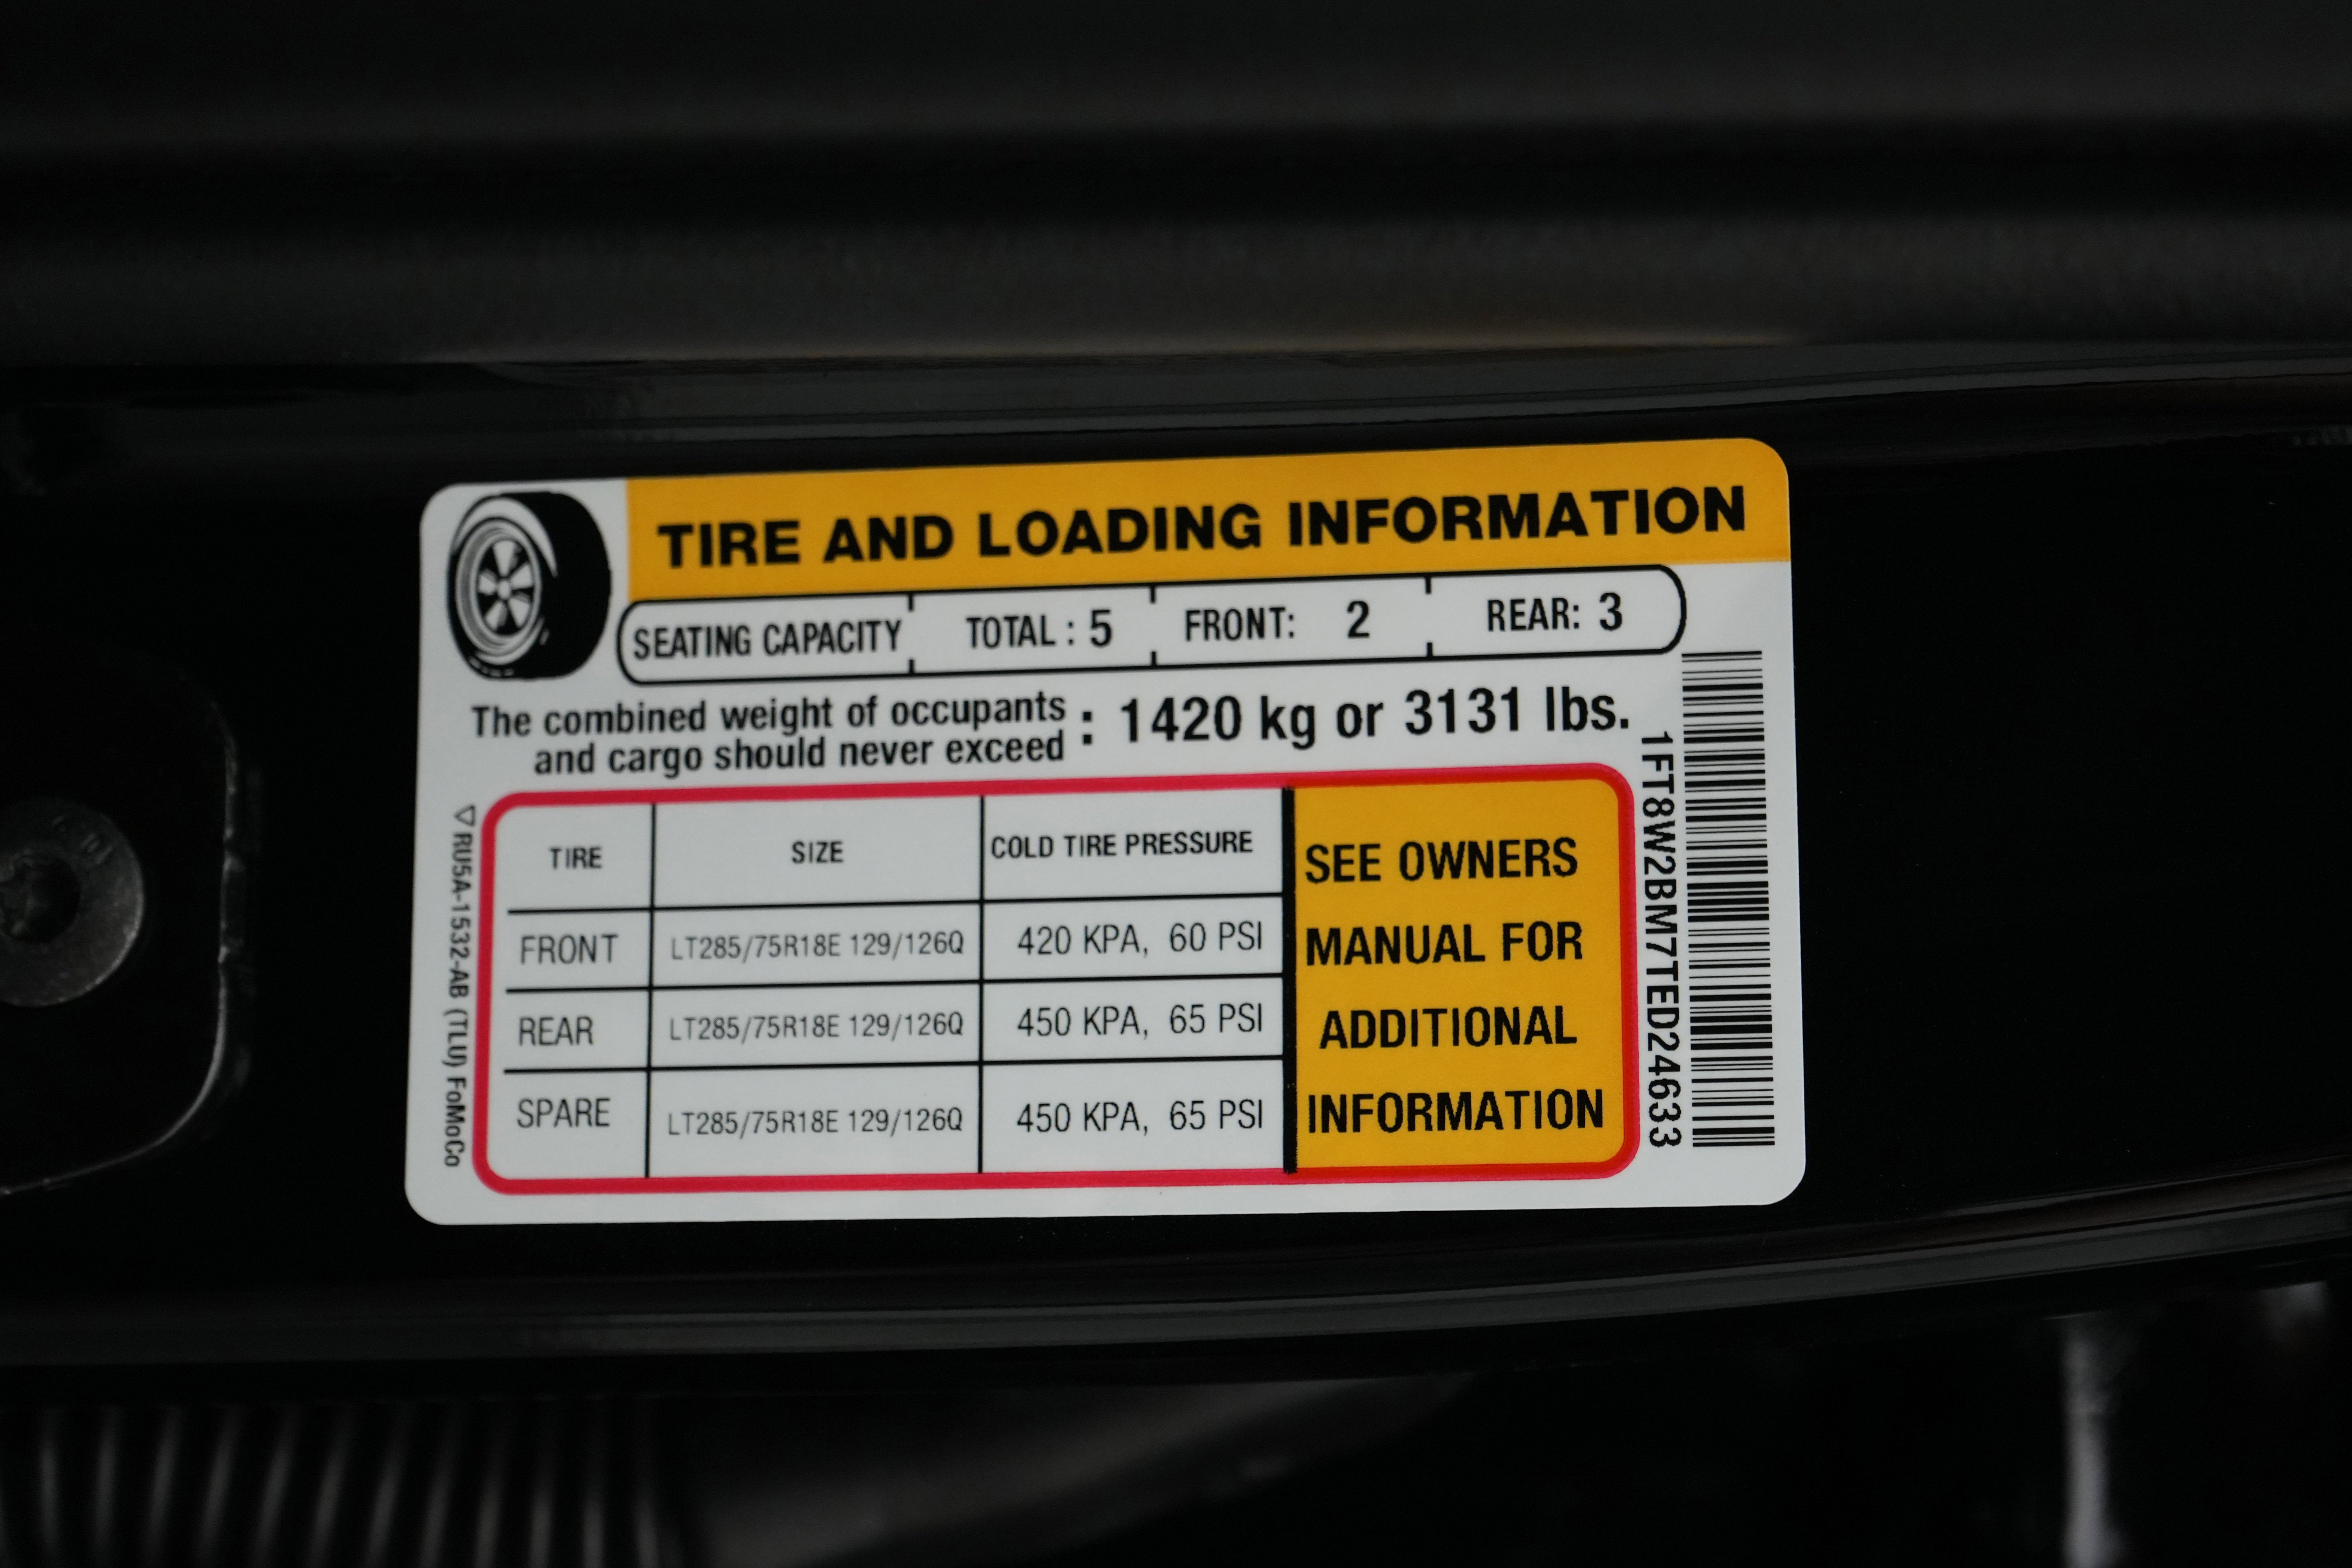 TIRE AND LOADING INFORMATION
SEATING CAPACITY TOTAL : 5 FRONT: 2 REAR: 3
The combined weight of occupants
and cargo should never exceed : 1420 kg or 3131 lbs.
TIRE SIZE COLD TIRE PRESSURE
FRONT LT285/75R18E 129/126Q 420 KPA, 60 PSI
REAR LT285/75R18E 129/126Q 450 KPA, 65 PSI
SPARE LT285/75R18E 129/126Q 450 KPA, 65 PSI
SEE OWNERS
MANUAL FOR
ADDITIONAL
INFORMATION
1FT8W2BM7TED24633
RU5A-1532-AB (TLU) FoMoCo